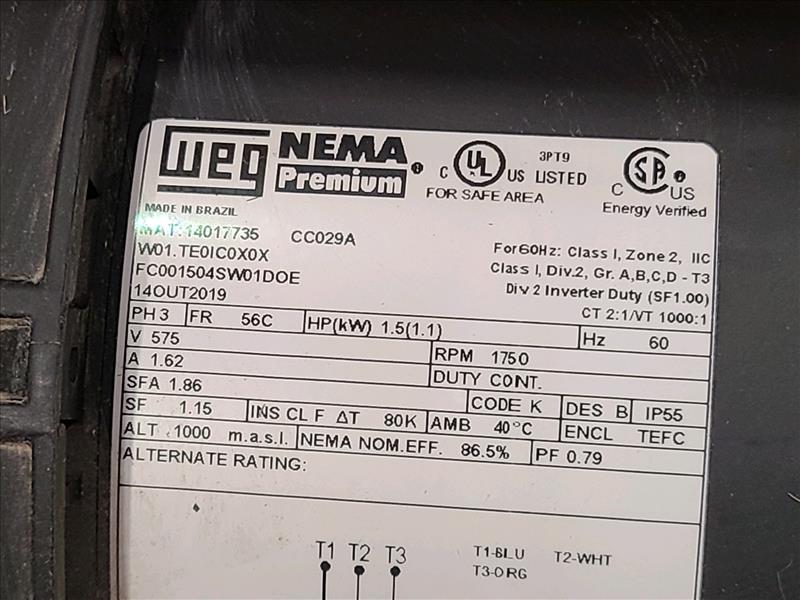 WEG NEMA Premium C UL US LISTED 3PT9 C SA US
FOR SAFE AREA
Energy Verified
MADE IN BRAZIL
MAT:14017735 CC029A
W01.TE0IC0X0X
FC001504SW01DOE
14OUT2019
For60Hz: Class I, Zone 2, IIC
Class I, Div.2, Gr. A,B,C,D - T3
Div 2 Inverter Duty (SF1.00)
CT 2:1/VT 1000:1
PH 3 FR 56C HP(kW) 1.5(1.1) Hz 60
V 575 RPM 1750
A 1.62 DUTY CONT.
SFA 1.86 CODE K DES B IP55
SF 1.15 INS CL F ΔT 80K AMB 40°C ENCL TEFC
ALT 1000 m.a.s.l. NEMA NOM.EFF. 86.5% PF 0.79
ALTERNATE RATING:
T1 T2 T3
T1-BLU T2-WHT
T3-ORG